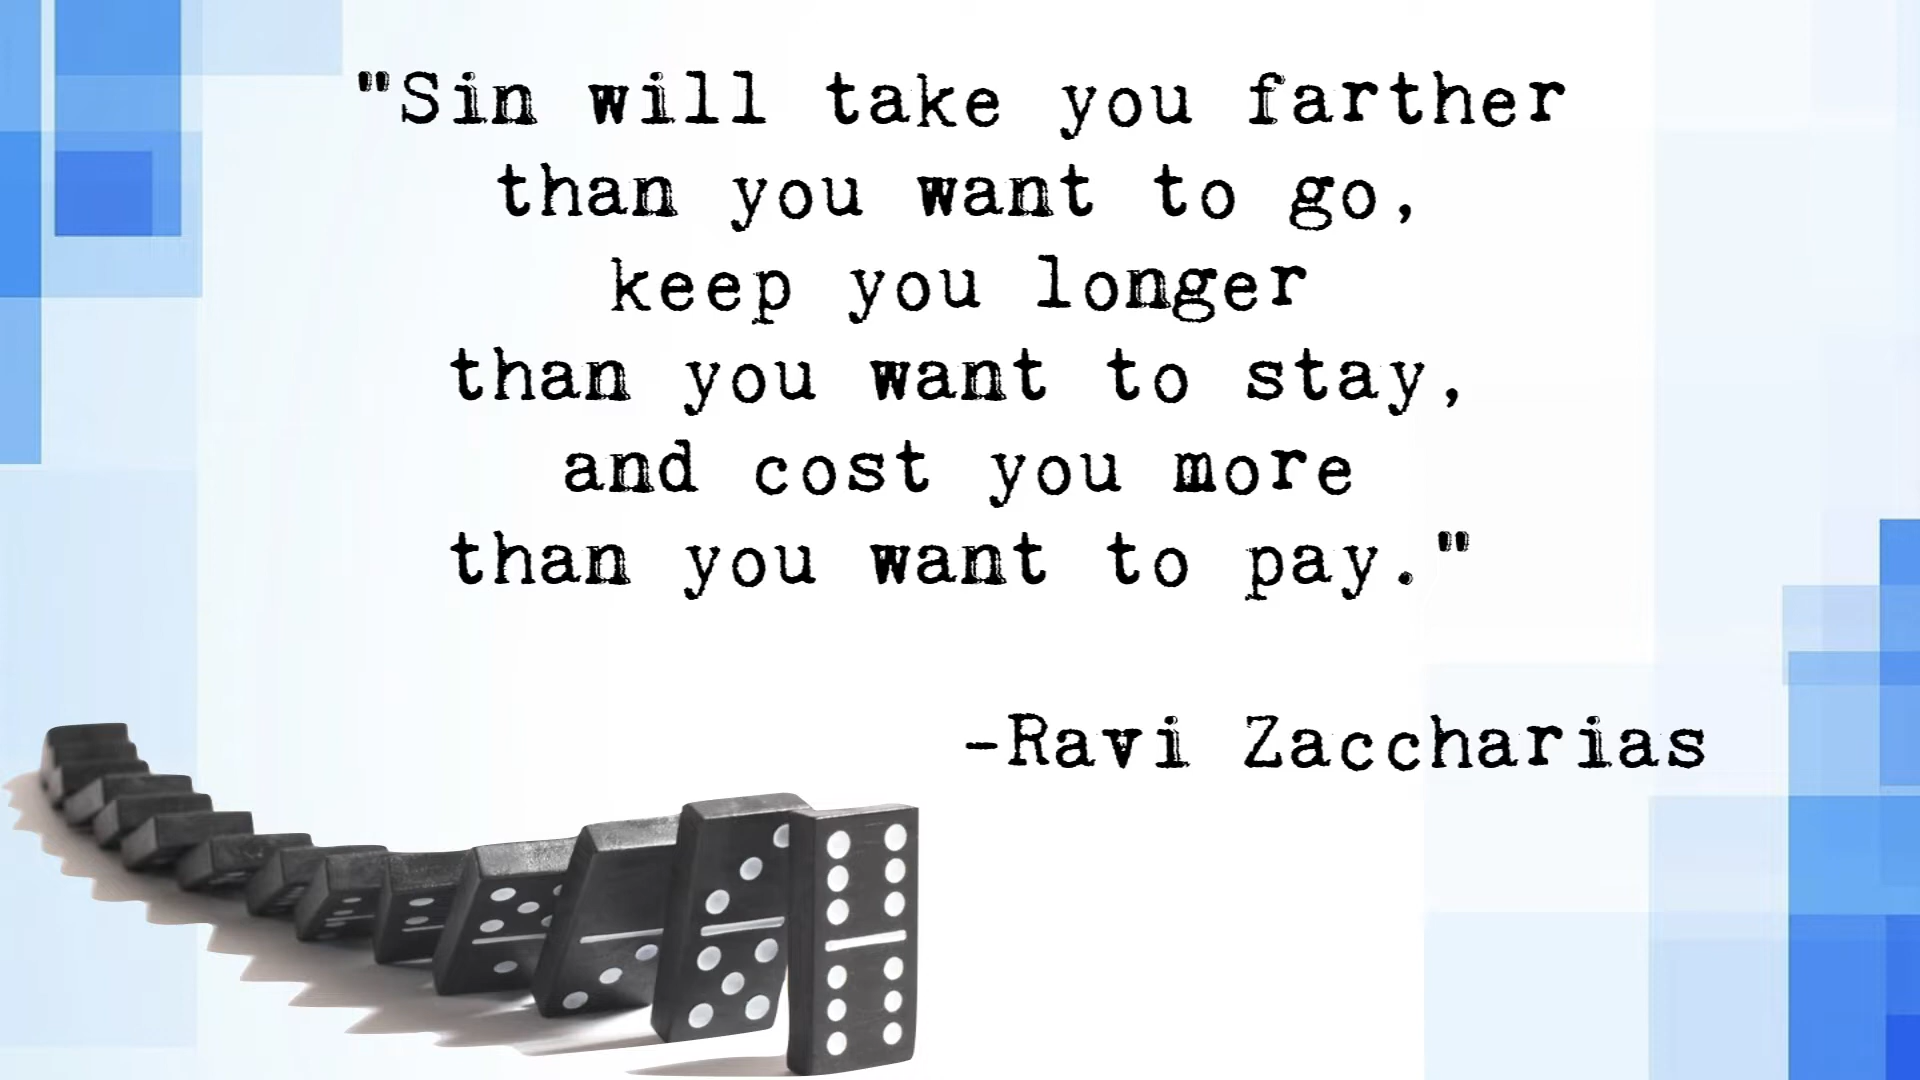 "Sin will take you farther
than you want to go,
keep you longer
than you want to stay,
and cost you more
than you want to pay."
-Ravi Zaccharias